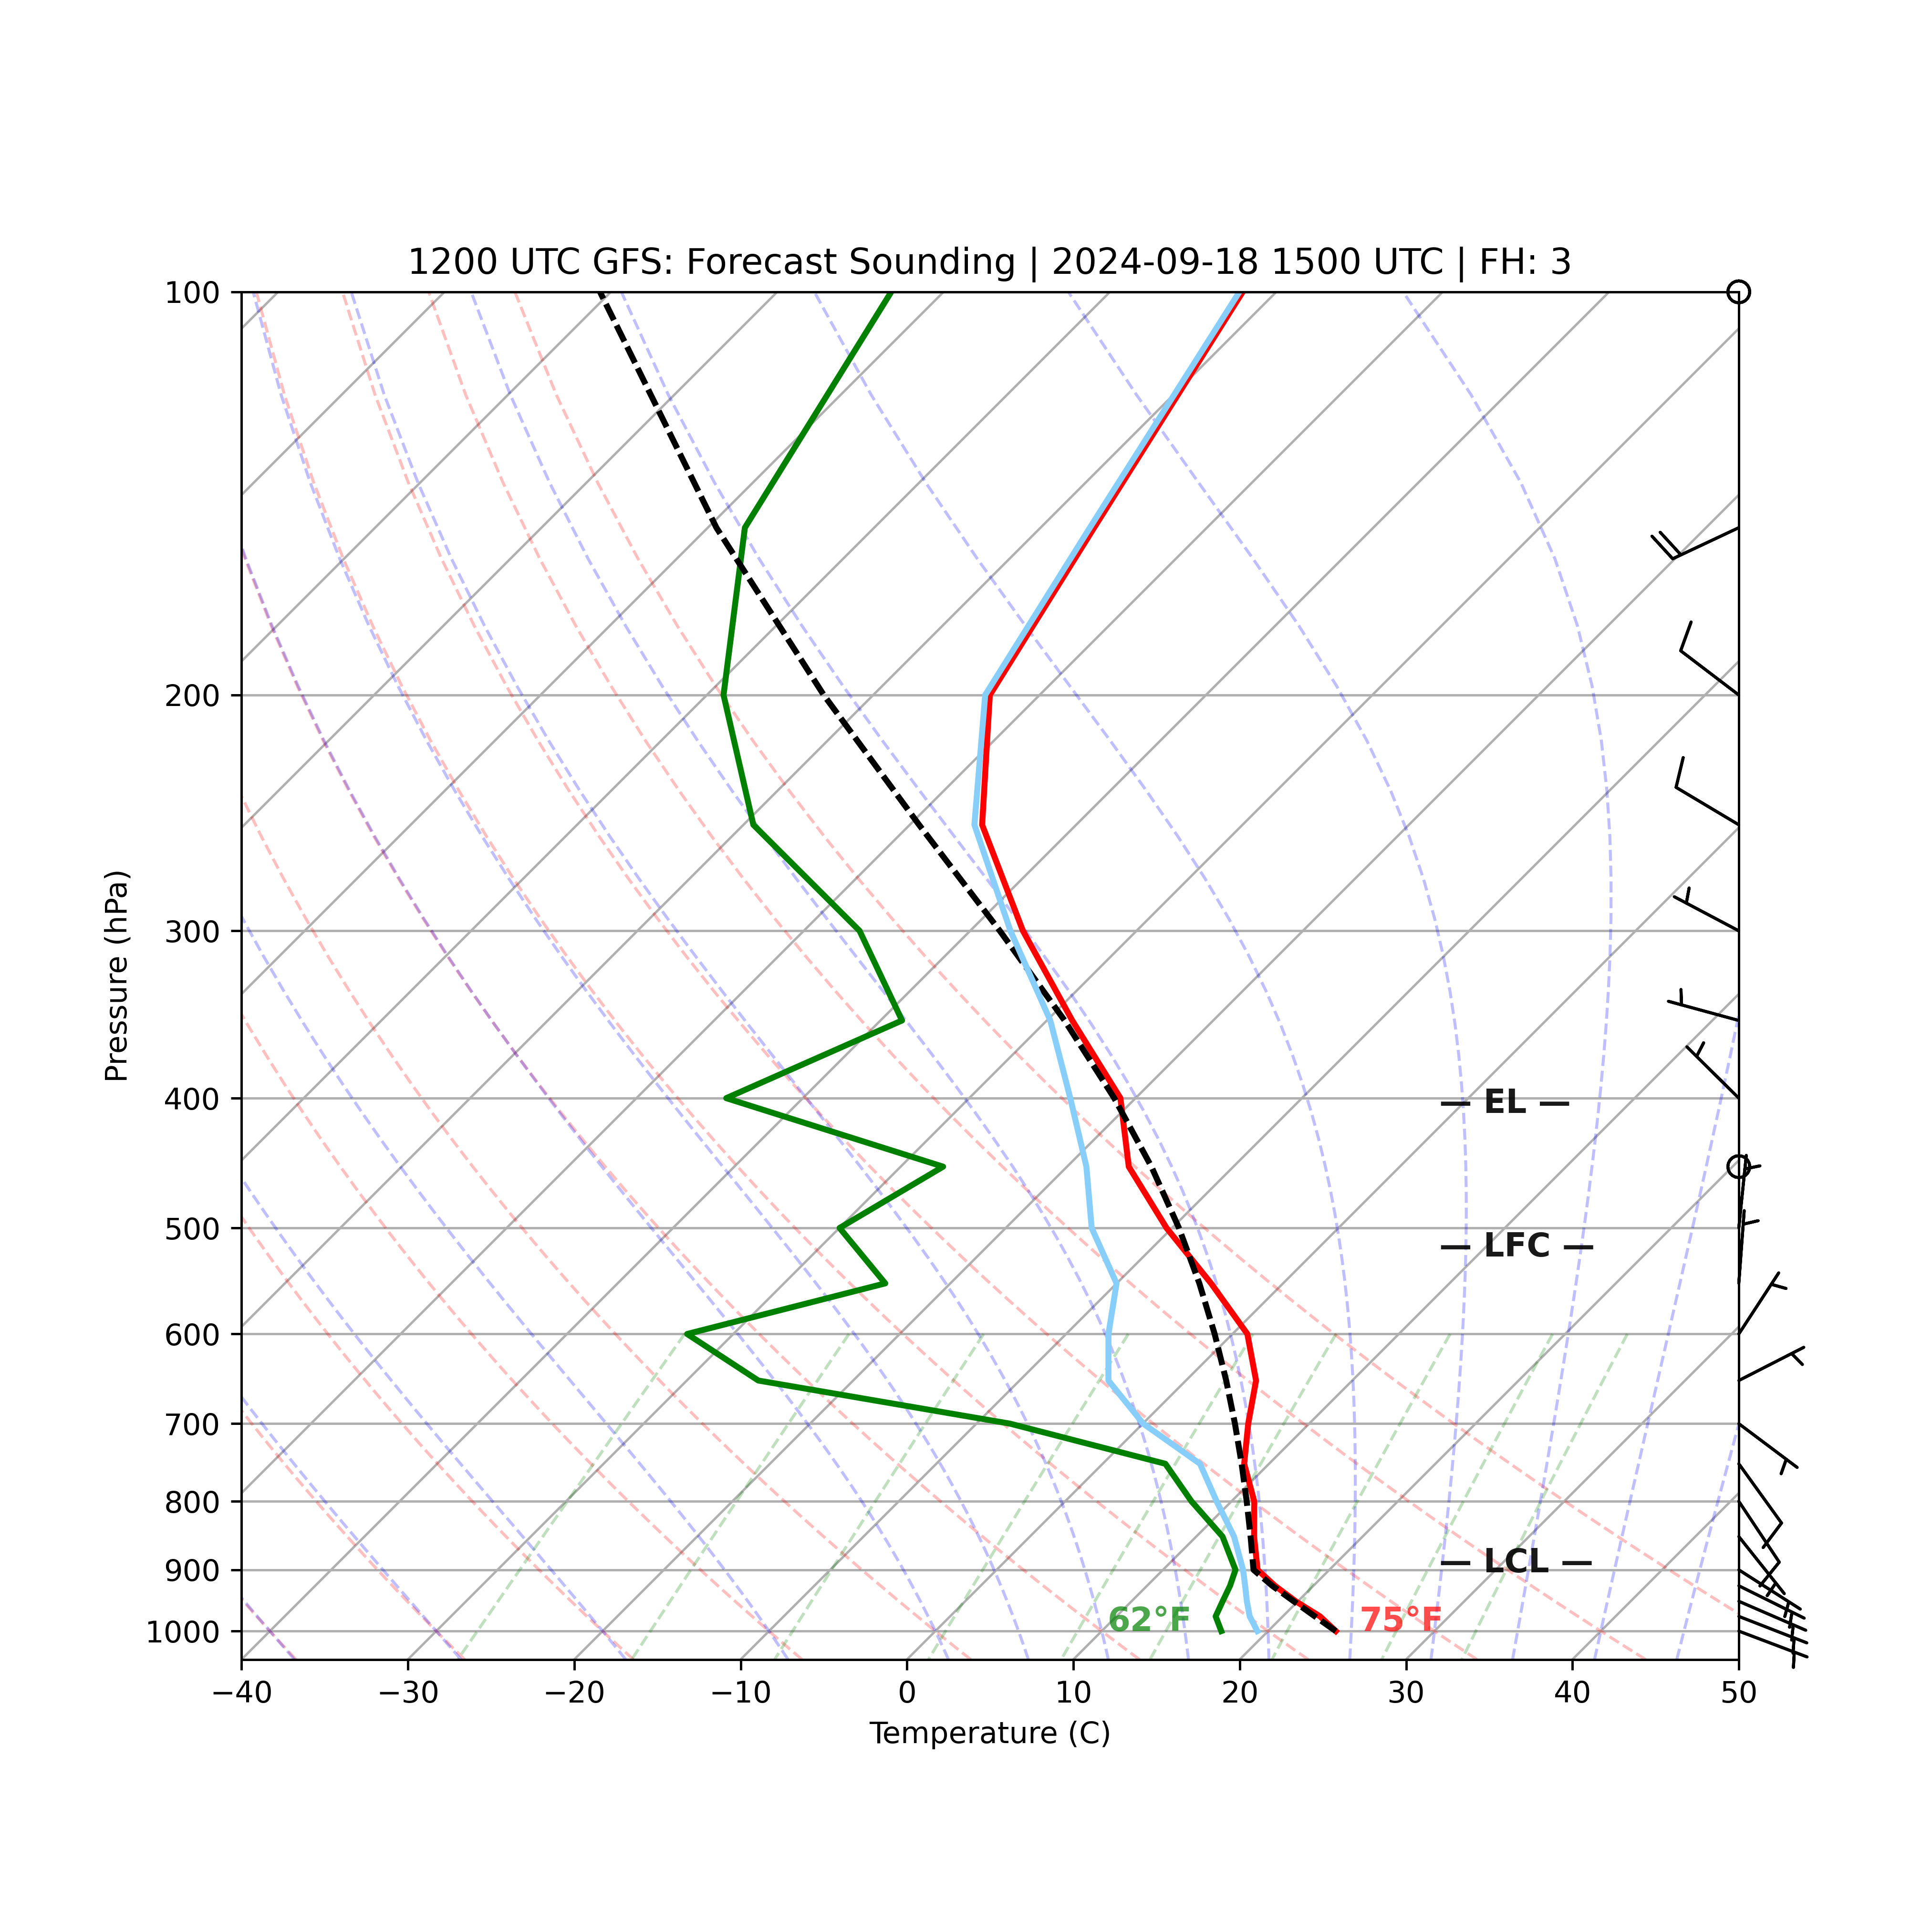 1200 UTC GFS: Forecast Sounding | 2024-09-18 1500 UTC | FH: 3
100
200
300
Pressure (hPa)
400
— EL —
500
— LFC —
600
700
800
900
— LCL —
62°F 75°F
1000
−40 −30 −20 −10 0 10 20 30 40 50
Temperature (C)